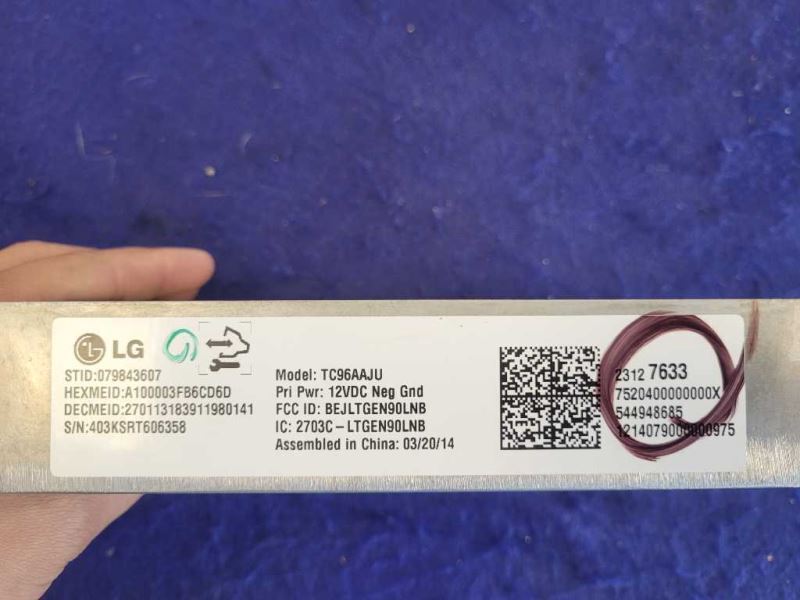 LG
STID:079843607
HEXMEID:A100003FB6CD6D
DECMEID:270113183911980141
S/N:403KSRT606358
Model: TC96AAJU
Pri Pwr: 12VDC Neg Gnd
FCC ID: BEJLTGEN90LNB
IC: 2703C-LTGEN90LNB
Assembled in China: 03/20/14
2312 7633
7520400000000X
544948685
1214079000000975